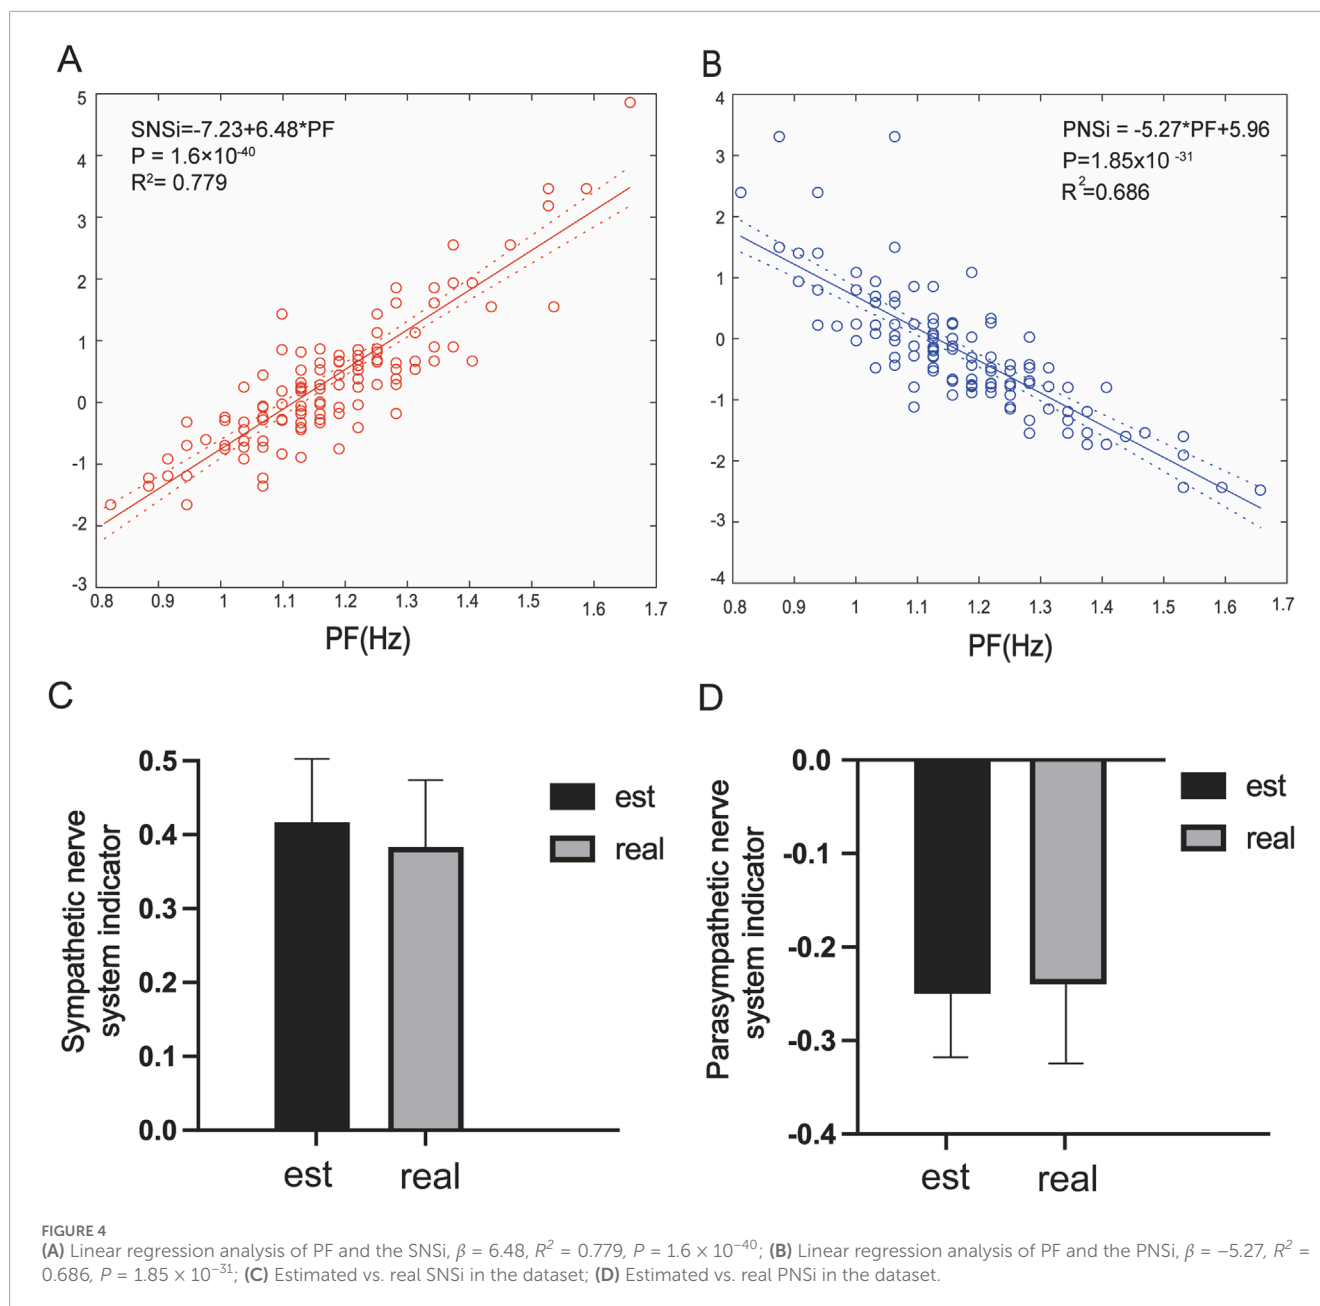 A
SNSi=-7.23+6.48*PF
P = 1.6×10-40
R2= 0.779
5
4
3
2
1
0
-1
-2
-3
0.8 0.9 1 1.1 1.2 1.3 1.4 1.5 1.6 1.7
PF(Hz)
B
PNSi = -5.27*PF+5.96
P=1.85x10 -31
R2=0.686
4
3
2
1
0
-1
-2
-3
-4
0.8 0.9 1 1.1 1.2 1.3 1.4 1.5 1.6 1.7
PF(Hz)
C
Sympathetic nerve
system indicator
0.5
0.4
0.3
0.2
0.1
0.0
est
real
est real
D
Parasympathetic nerve
system indicator
0.0
-0.1
-0.2
-0.3
-0.4
est
real
est real
FIGURE 4
(A) Linear regression analysis of PF and the SNSi, β = 6.48, R2 = 0.779, P = 1.6 × 10−40; (B) Linear regression analysis of PF and the PNSi, β = −5.27, R2 =
0.686, P = 1.85 × 10−31; (C) Estimated vs. real SNSi in the dataset; (D) Estimated vs. real PNSi in the dataset.